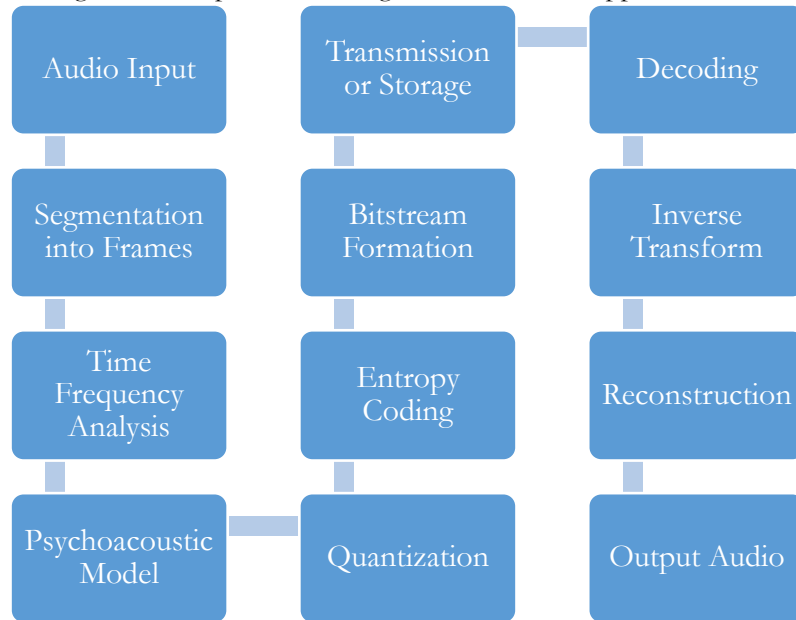 Audio Input
Segmentation
into Frames
Time
Frequency
Analysis
Psychoacoustic
Model
Quantization
Entropy
Coding
Bitstream
Formation
Transmission
or Storage
Decoding
Inverse
Transform
Reconstruction
Output Audio